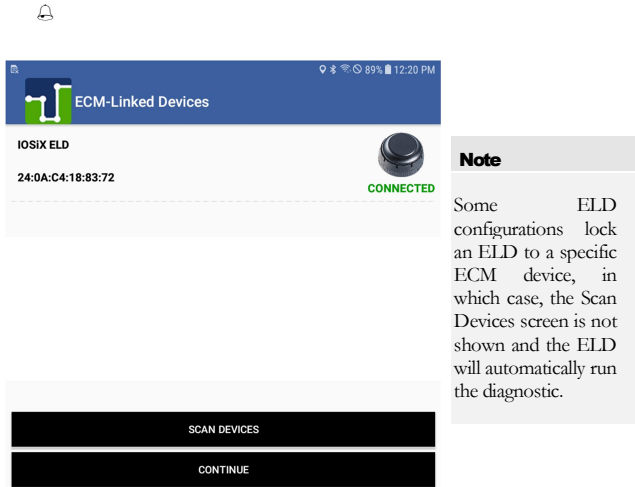 89% 12:20 PM
ECM-Linked Devices
IOSiX ELD
24:0A:C4:18:83:72
CONNECTED
SCAN DEVICES
CONTINUE
Note
Some ELD
configurations lock
an ELD to a specific
ECM device, in
which case, the Scan
Devices screen is not
shown and the ELD
will automatically run
the diagnostic.